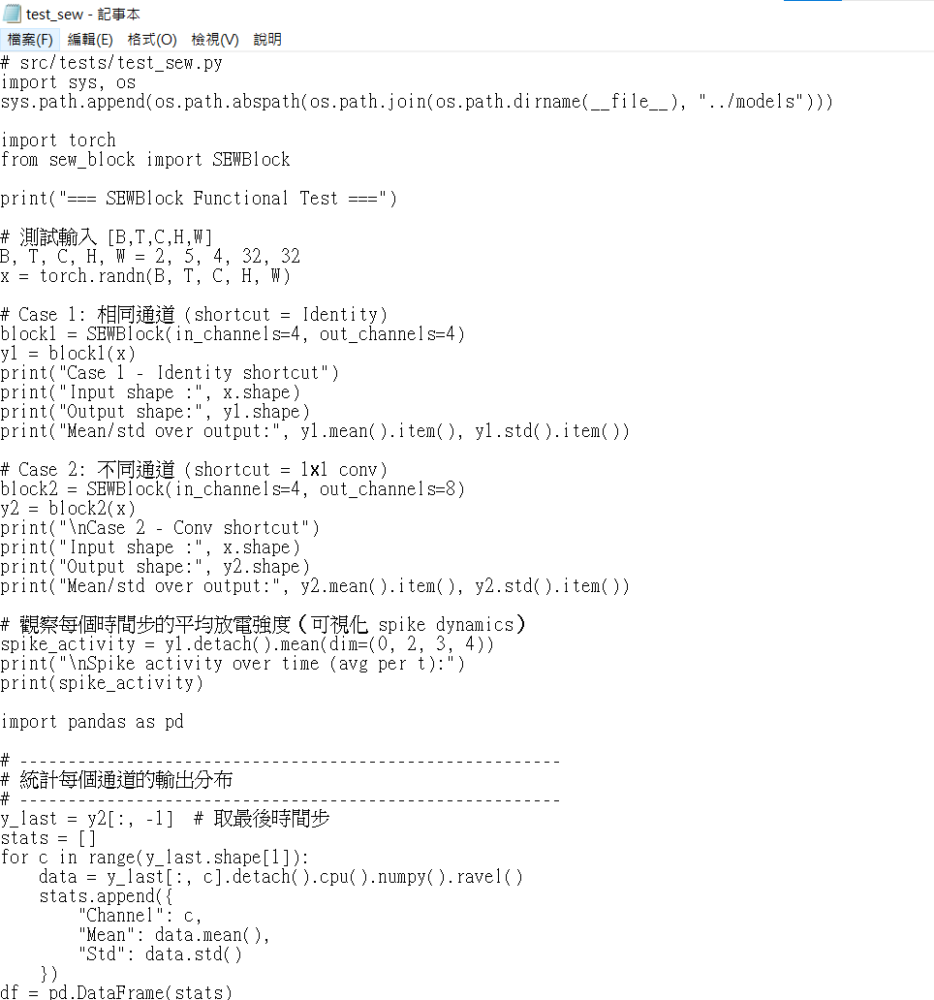 test_sew - 記事本
檔案(F) 編輯(E) 格式(O) 檢視(V) 說明
# src/tests/test_sew.py
import sys, os
sys.path.append(os.path.abspath(os.path.join(os.path.dirname(__file__), "../models")))

import torch
from sew_block import SEWBlock

print("=== SEWBlock Functional Test ===")

# 測試輸入 [B,T,C,H,W]
B, T, C, H, W = 2, 5, 4, 32, 32
x = torch.randn(B, T, C, H, W)

# Case 1: 相同通道 (shortcut = Identity)
block1 = SEWBlock(in_channels=4, out_channels=4)
y1 = block1(x)
print("Case 1 - Identity shortcut")
print("Input shape :", x.shape)
print("Output shape:", y1.shape)
print("Mean/std over output:", y1.mean().item(), y1.std().item())

# Case 2: 不同通道 (shortcut = 1x1 conv)
block2 = SEWBlock(in_channels=4, out_channels=8)
y2 = block2(x)
print("\nCase 2 - Conv shortcut")
print("Input shape :", x.shape)
print("Output shape:", y2.shape)
print("Mean/std over output:", y2.mean().item(), y2.std().item())

# 觀察每個時間步的平均放電強度（可視化 spike dynamics）
spike_activity = y1.detach().mean(dim=(0, 2, 3, 4))
print("\nSpike activity over time (avg per t):")
print(spike_activity)

import pandas as pd

# --------------------------------------------------------
# 統計每個通道的輸出分布
# --------------------------------------------------------
y_last = y2[:, -1]  # 取最後時間步
stats = []
for c in range(y_last.shape[1]):
    data = y_last[:, c].detach().cpu().numpy().ravel()
    stats.append({
        "Channel": c,
        "Mean": data.mean(),
        "Std": data.std()
    })
df = pd.DataFrame(stats)